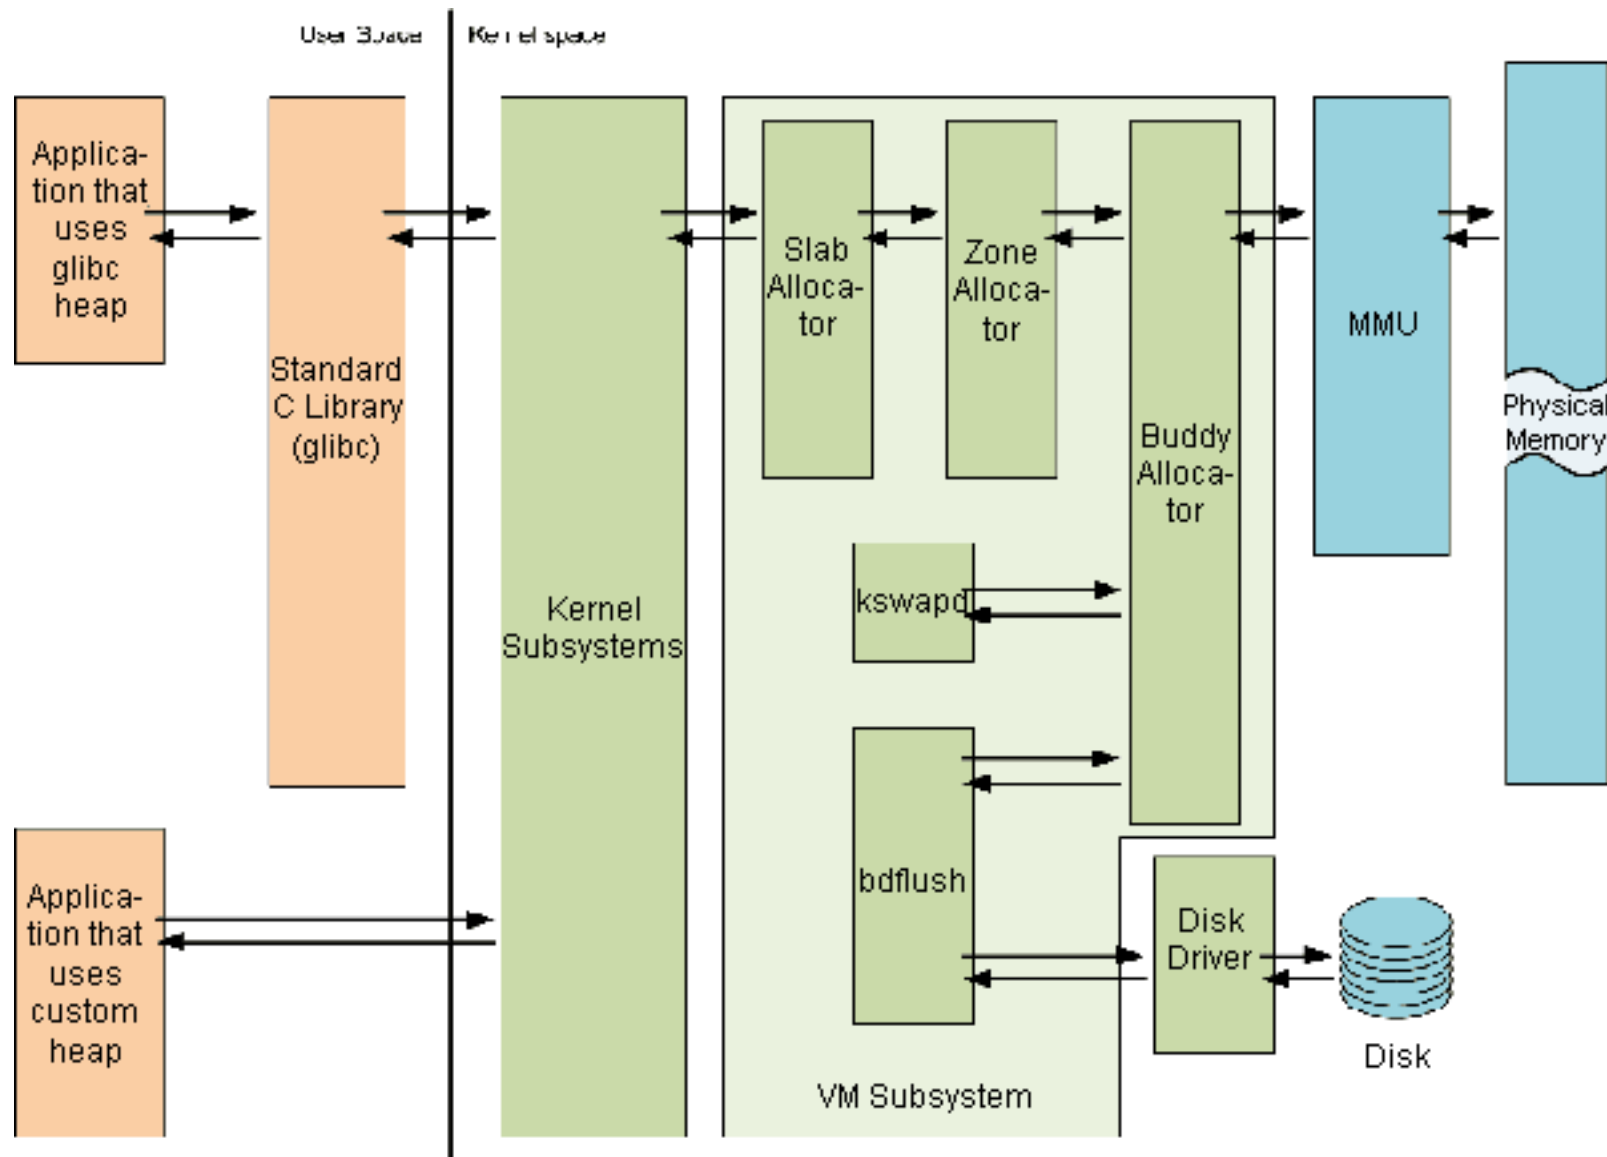 User Space
Kernel space
Applica-
tion that
uses
glibc
heap
Standard
C Library
(glibc)
Kernel
Subsystems
Slab
Alloca-
tor
Zone
Alloca-
tor
Buddy
Alloca-
tor
MMU
Physical
Memory
kswapd
bdflush
Applica-
tion that
uses
custom
heap
Disk
Driver
Disk
VM Subsystem